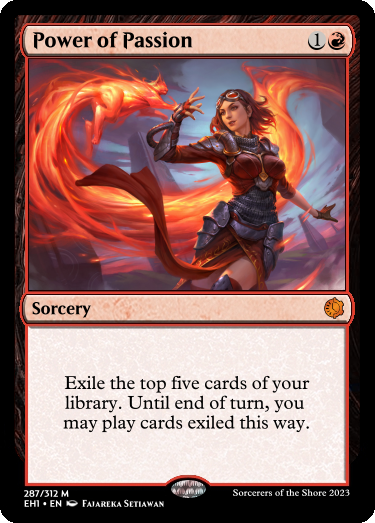 Power of Passion 1
Sorcery
Exile the top five cards of your
library. Until end of turn, you
may play cards exiled this way.
287/312 M
EH1 • EN Fajareka Setiawan
Sorcerers of the Shore 2023